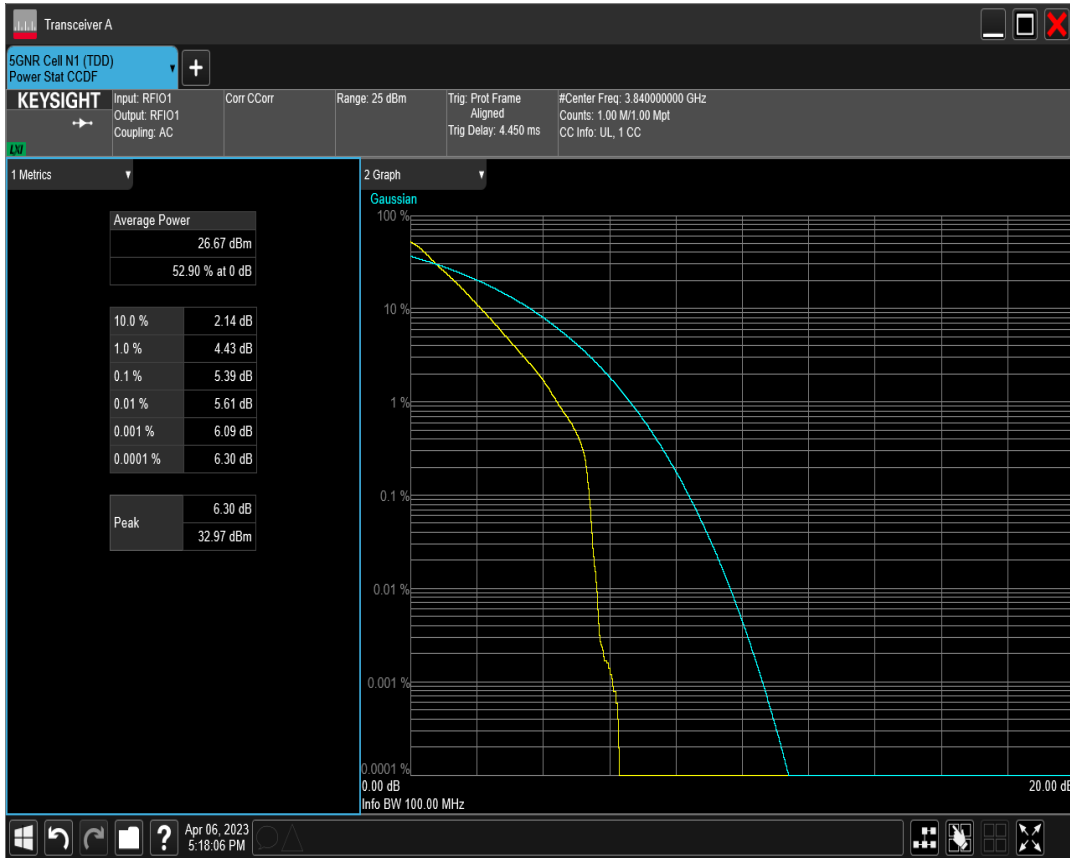 Transceiver A
5GNR Cell N1 (TDD)
Power Stat CCDF
+
KEYSIGHT
LXI
Input: RFIO1
Output: RFIO1
Coupling: AC
Corr CCorr
Range: 25 dBm
Trig: Prot Frame
Aligned
Trig Delay: 4.450 ms
#Center Freq: 3.840000000 GHz
Counts: 1.00 M/1.00 Mpt
CC Info: UL, 1 CC
1 Metrics
Average Power
26.67 dBm
52.90 % at 0 dB
10.0 % 2.14 dB
1.0 % 4.43 dB
0.1 % 5.39 dB
0.01 % 5.61 dB
0.001 % 6.09 dB
0.0001 % 6.30 dB
Peak 6.30 dB
32.97 dBm
2 Graph
Gaussian
100 %
10 %
1 %
0.1 %
0.01 %
0.001 %
0.0001 %
0.00 dB 20.00 dB
Info BW 100.00 MHz
? Apr 06, 2023
5:18:06 PM